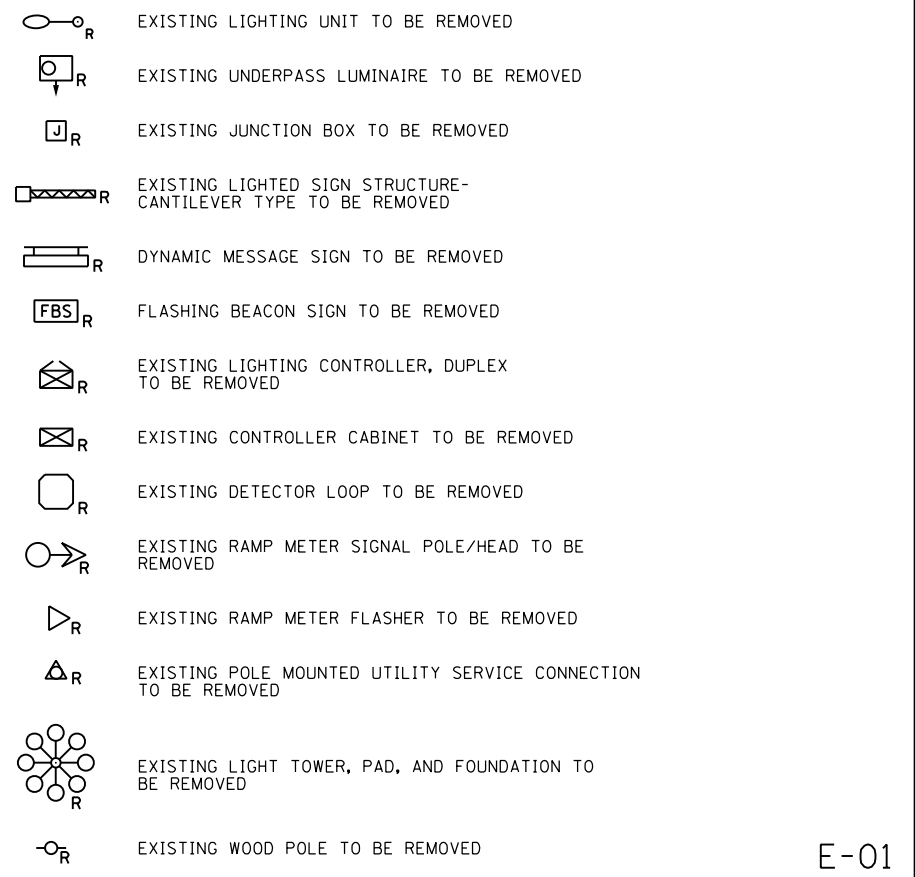 R EXISTING LIGHTING UNIT TO BE REMOVED
R EXISTING UNDERPASS LUMINAIRE TO BE REMOVED
J R EXISTING JUNCTION BOX TO BE REMOVED
R EXISTING LIGHTED SIGN STRUCTURE-
CANTILEVER TYPE TO BE REMOVED
R DYNAMIC MESSAGE SIGN TO BE REMOVED
FBS R FLASHING BEACON SIGN TO BE REMOVED
R EXISTING LIGHTING CONTROLLER, DUPLEX
TO BE REMOVED
R EXISTING CONTROLLER CABINET TO BE REMOVED
R EXISTING DETECTOR LOOP TO BE REMOVED
R EXISTING RAMP METER SIGNAL POLE/HEAD TO BE
REMOVED
R EXISTING RAMP METER FLASHER TO BE REMOVED
R EXISTING POLE MOUNTED UTILITY SERVICE CONNECTION
TO BE REMOVED
R EXISTING LIGHT TOWER, PAD, AND FOUNDATION TO
BE REMOVED
R EXISTING WOOD POLE TO BE REMOVED
E-01